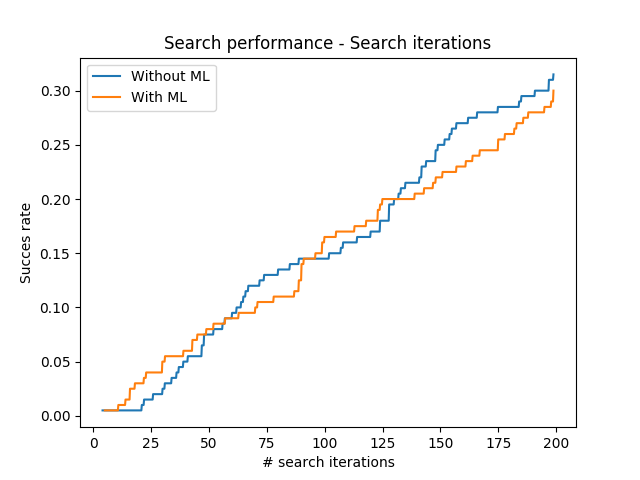 Search performance - Search iterations
Without ML
With ML
Succes rate
0.30
0.25
0.20
0.15
0.10
0.05
0.00
0 25 50 75 100 125 150 175 200
# search iterations